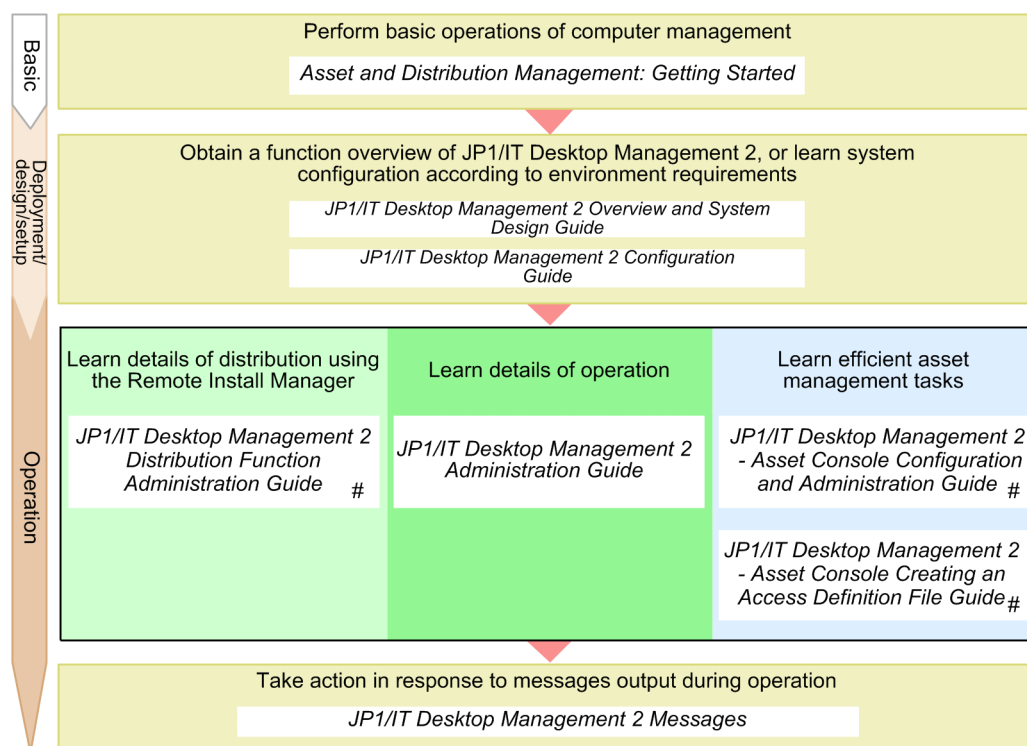 Basic
Perform basic operations of computer management
Asset and Distribution Management: Getting Started
Deployment/
design/setup
Obtain a function overview of JP1/IT Desktop Management 2, or learn system
configuration according to environment requirements
JP1/IT Desktop Management 2 Overview and System
Design Guide
JP1/IT Desktop Management 2 Configuration
Guide
Operation
Learn details of distribution using
the Remote Install Manager
JP1/IT Desktop Management 2
Distribution Function
Administration Guide #
Learn details of operation
JP1/IT Desktop Management 2
Administration Guide
Learn efficient asset
management tasks
JP1/IT Desktop Management 2
- Asset Console Configuration
and Administration Guide #
JP1/IT Desktop Management 2
- Asset Console Creating an
Access Definition File Guide #
Take action in response to messages output during operation
JP1/IT Desktop Management 2 Messages